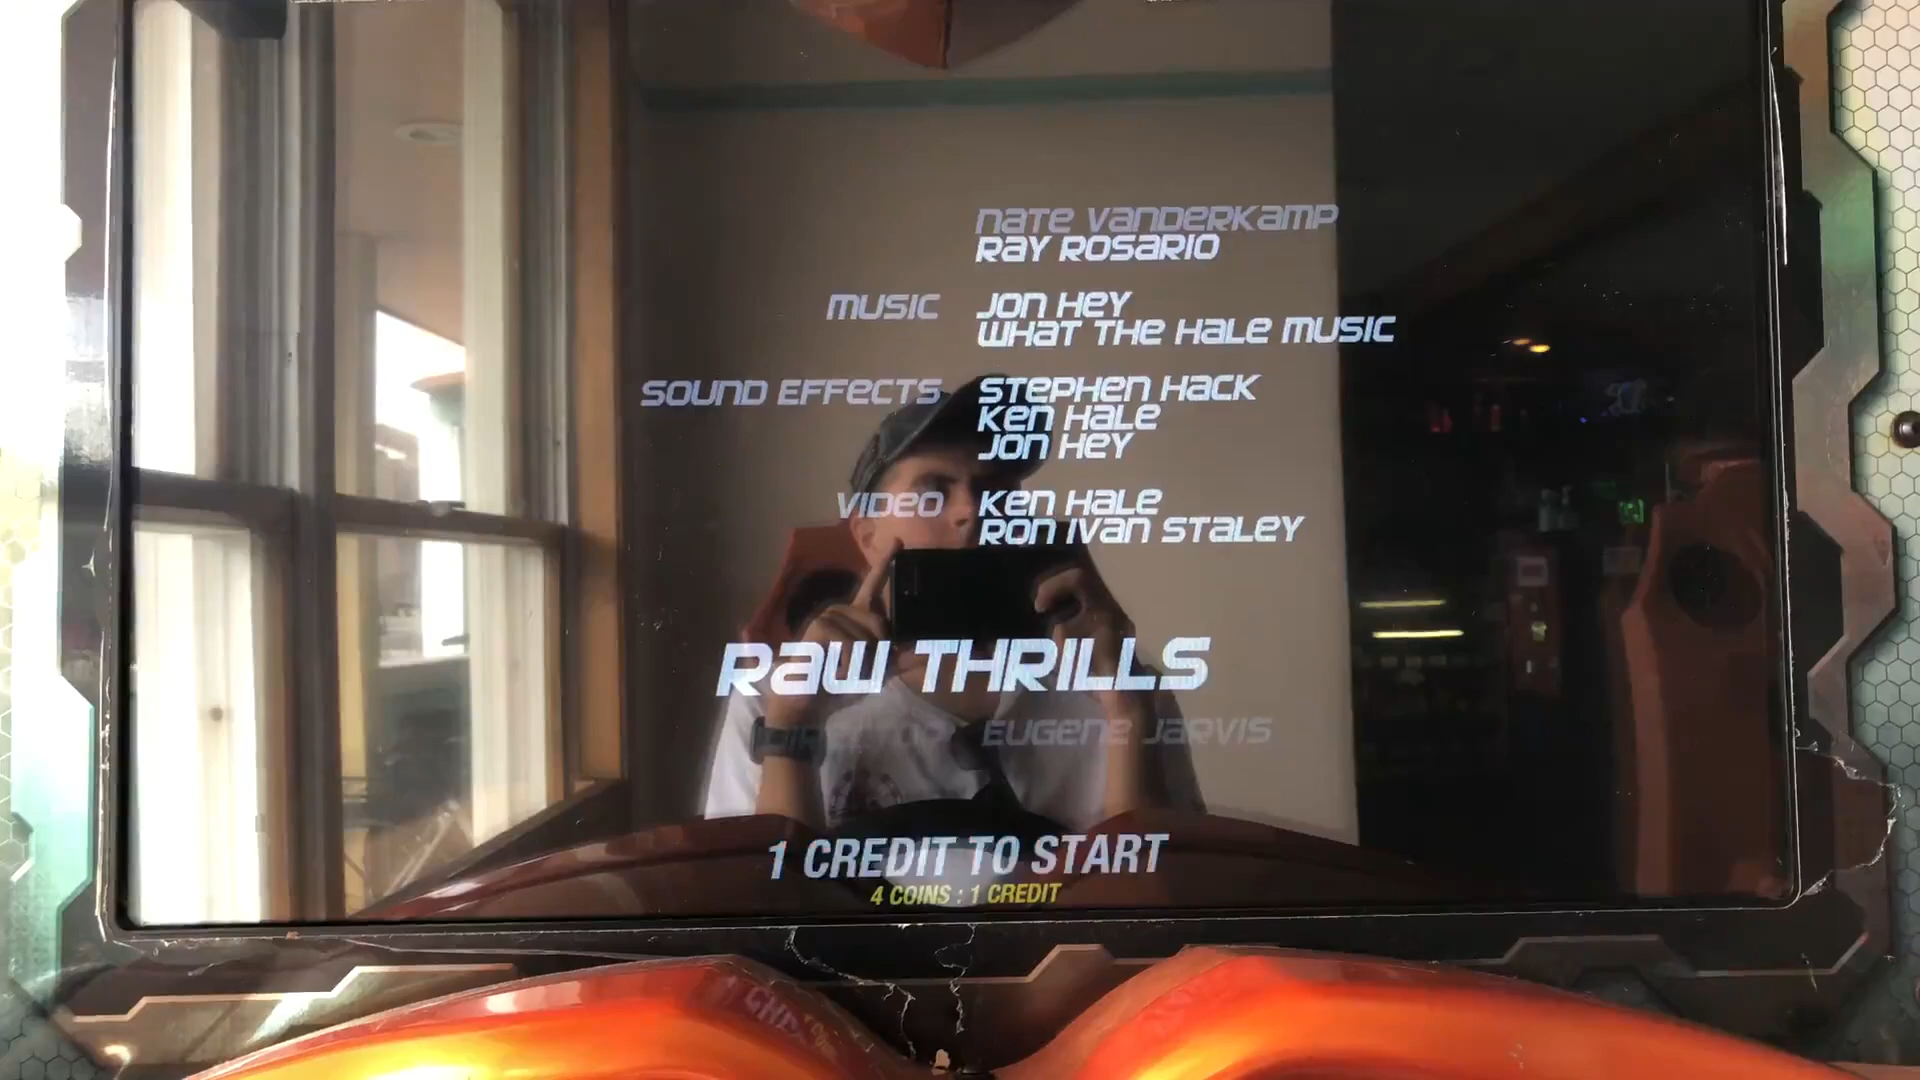 NATE VANDERKAMP
RAY ROSARIO
MUSIC JON HEY
WHAT THE HALE MUSIC
SOUND EFFECTS STEPHEN HACK
KEN HALE
JON HEY
VIDEO KEN HALE
RON IVAN STALEY
RAW THRILLS
DIRECTOR EUGENE JARVIS
1 CREDIT TO START
4 COINS : 1 CREDIT